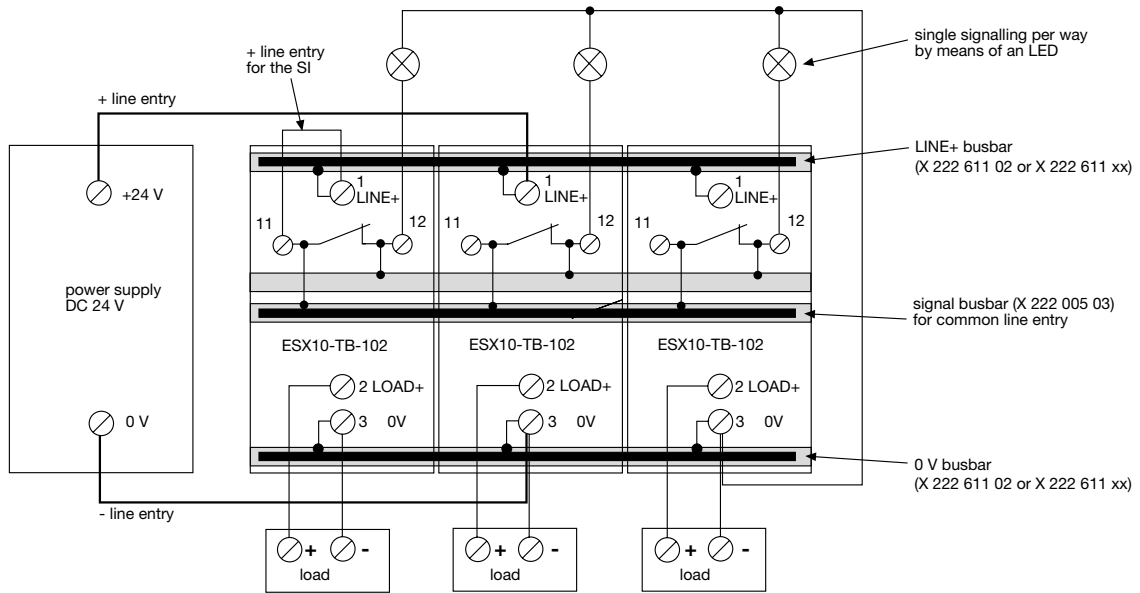 single signalling per way
by means of an LED
+ line entry
for the SI
+ line entry
LINE+ busbar
(X 222 611 02 or X 222 611 xx)
+24 V
1
LINE+
1
LINE+
1
LINE+
11
12
11
12
11
12
power supply
DC 24 V
signal busbar (X 222 005 03)
for common line entry
ESX10-TB-102
ESX10-TB-102
ESX10-TB-102
2 LOAD+
2 LOAD+
2 LOAD+
0 V
3 0V
3 0V
3 0V
0 V busbar
(X 222 611 02 or X 222 611 xx)
- line entry
+ -
load
+ -
load
+ -
load